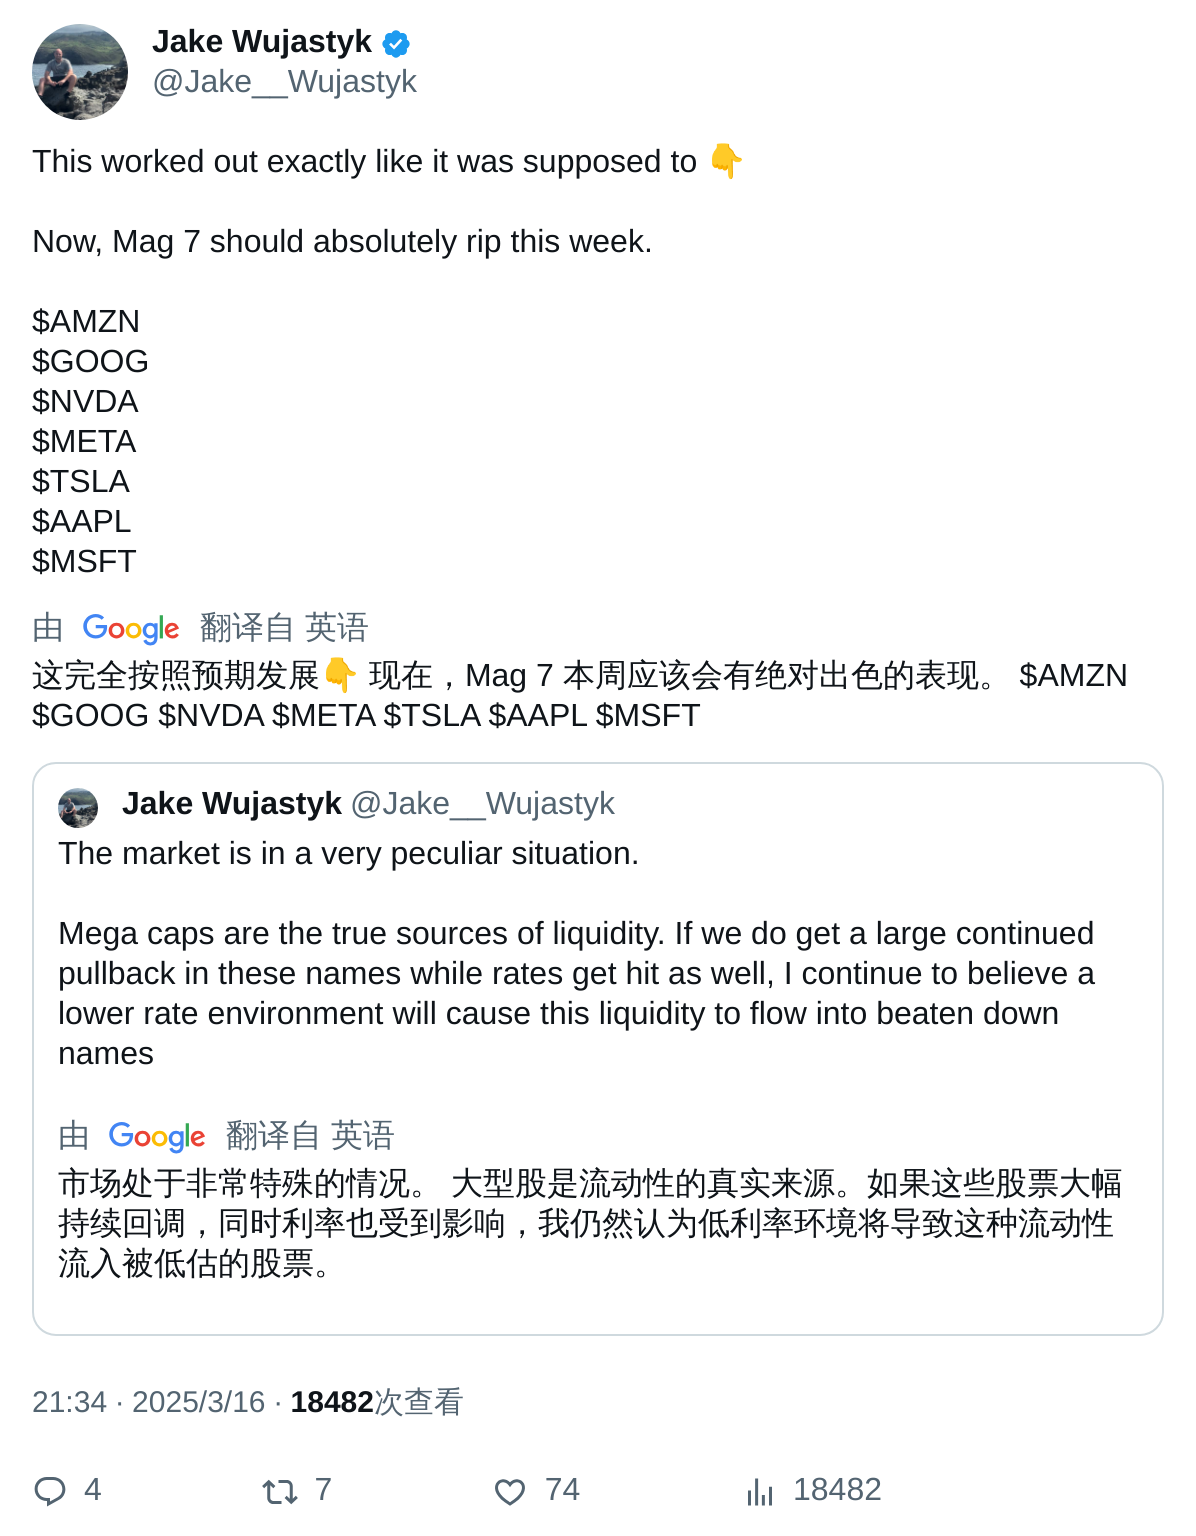 Jake Wujastyk
@Jake__Wujastyk
This worked out exactly like it was supposed to 👇
Now, Mag 7 should absolutely rip this week.
$AMZN
$GOOG
$NVDA
$META
$TSLA
$AAPL
$MSFT
由 Google 翻译自 英语
这完全按照预期发展👇 现在，Mag 7 本周应该会有绝对出色的表现。 $AMZN
$GOOG $NVDA $META $TSLA $AAPL $MSFT
Jake Wujastyk @Jake__Wujastyk
The market is in a very peculiar situation.
Mega caps are the true sources of liquidity. If we do get a large continued
pullback in these names while rates get hit as well, I continue to believe a
lower rate environment will cause this liquidity to flow into beaten down
names
由 Google 翻译自 英语
市场处于非常特殊的情况。 大型股是流动性的真实来源。如果这些股票大幅
持续回调，同时利率也受到影响，我仍然认为低利率环境将导致这种流动性
流入被低估的股票。
21:34 · 2025/3/16 · 18482次查看
4 7 74 18482